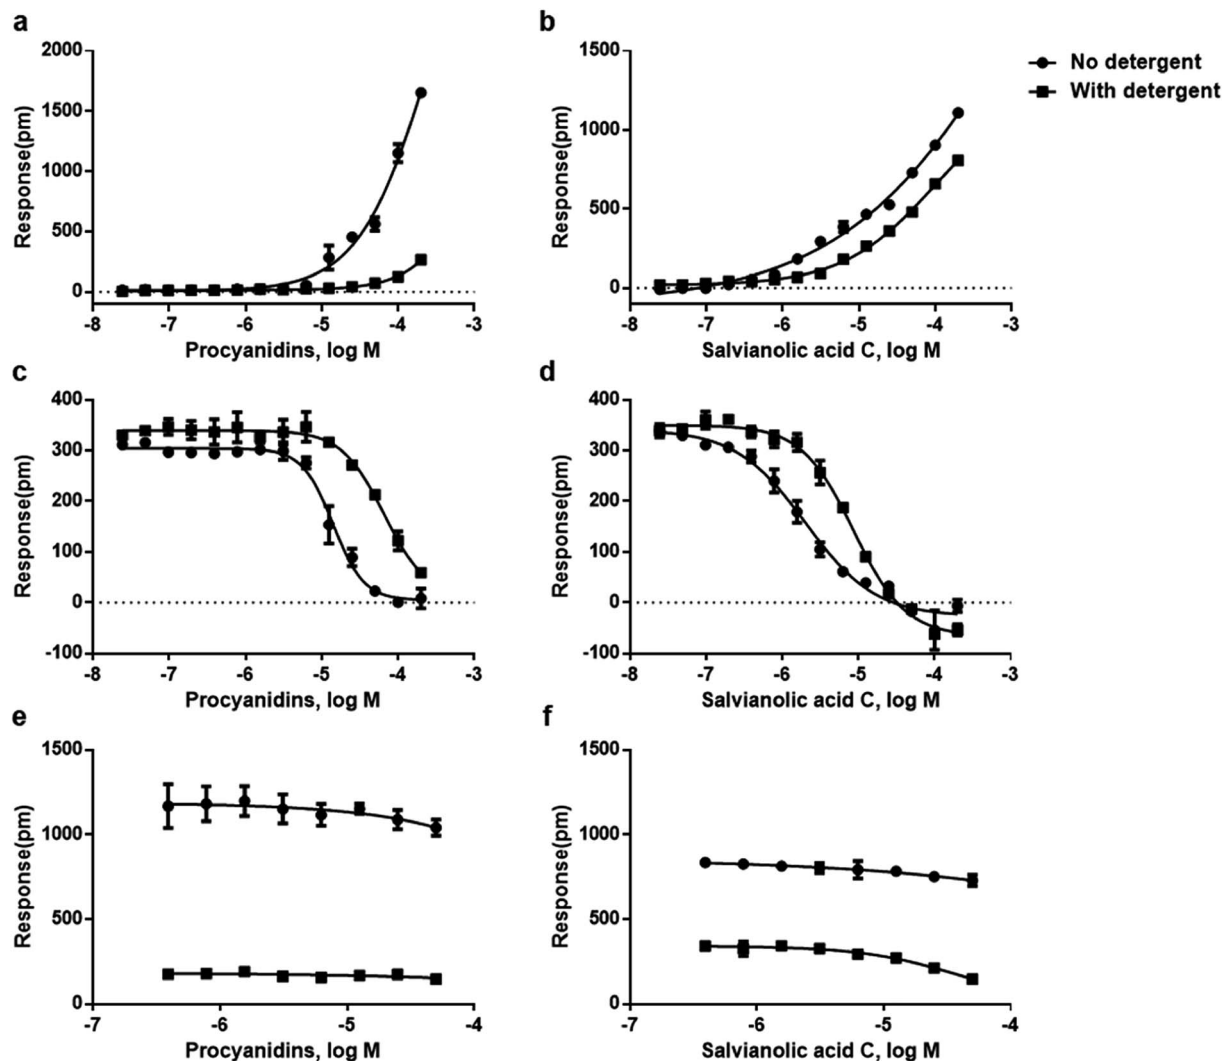 a
2000
1500
1000
500
0
Response(pm)
-8 -7 -6 -5 -4 -3
Procyanidins, log M
b
1500
1000
500
0
Response(pm)
-8 -7 -6 -5 -4 -3
Salvianolic acid C, log M
No detergent
With detergent
c
400
300
200
100
0
-100
Response(pm)
-8 -7 -6 -5 -4 -3
Procyanidins, log M
d
400
300
200
100
0
-100
Response(pm)
-8 -7 -6 -5 -4 -3
Salvianolic acid C, log M
e
1500
1000
500
0
Response(pm)
-7 -6 -5 -4 -3
Procyanidins, log M
f
1500
1000
500
0
Response(pm)
-7 -6 -5 -4
Salvianolic acid C, log M